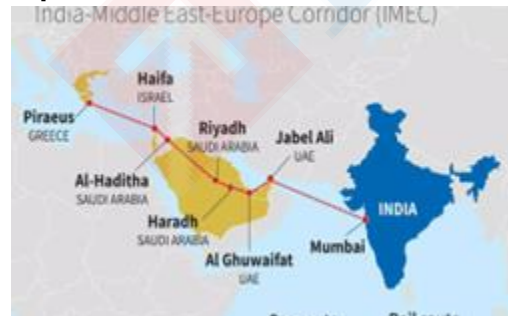 India-Middle East-Europe Corridor (IMEC)
Haifa
ISRAEL
Piraeus
GREECE
Riyadh
SAUDI ARABIA
Jabel Ali
UAE
Al-Haditha
SAUDI ARABIA
Haradh
SAUDI ARABIA
INDIA
Mumbai
Al Ghuwaifat
UAE